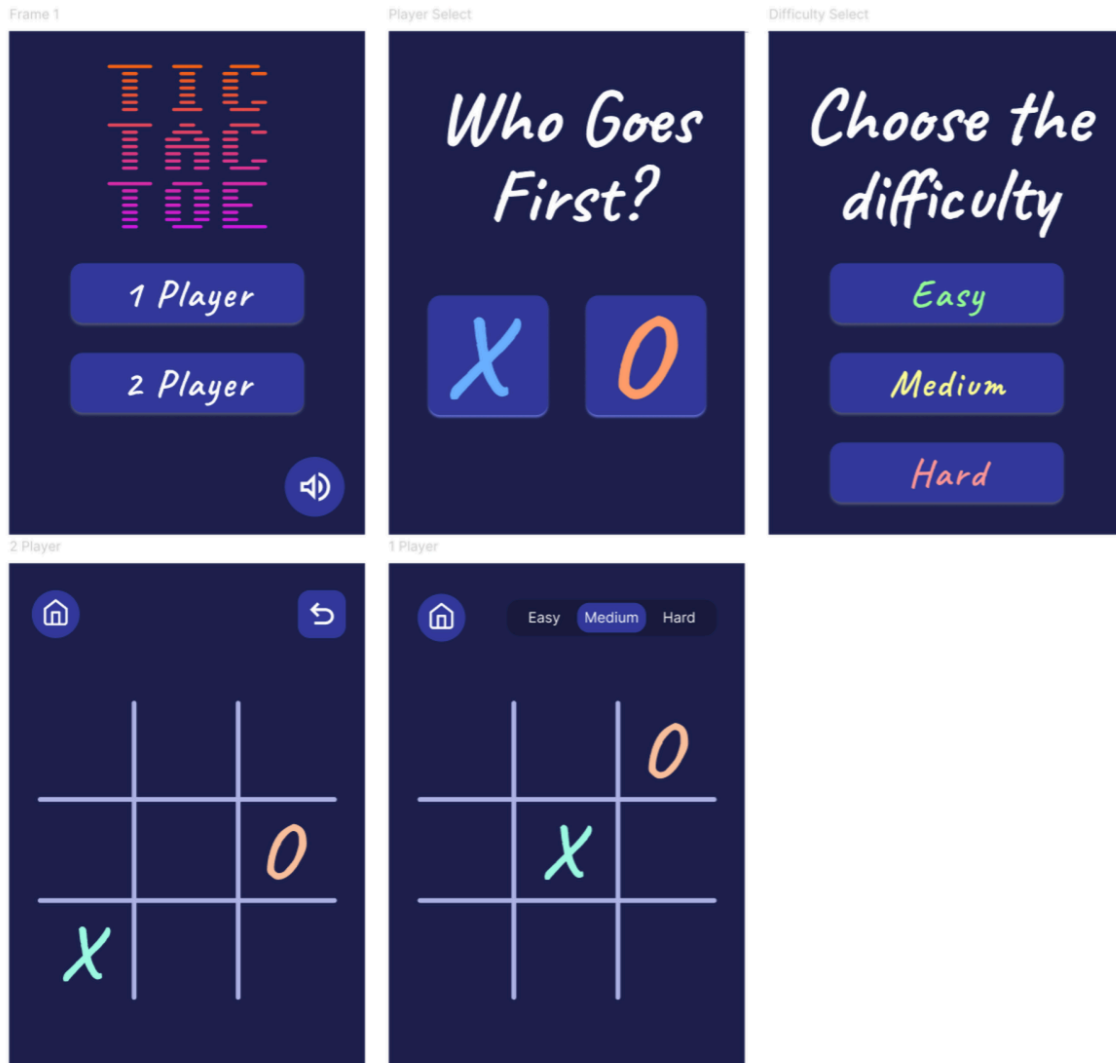 Frame 1
TIC
TAC
TOE
1 Player
2 Player
Player Select
Who Goes
First?
X O
Difficulty Select
Choose the
difficulty
Easy
Medium
Hard
2 Player
O
X
1 Player
Easy Medium Hard
O
X